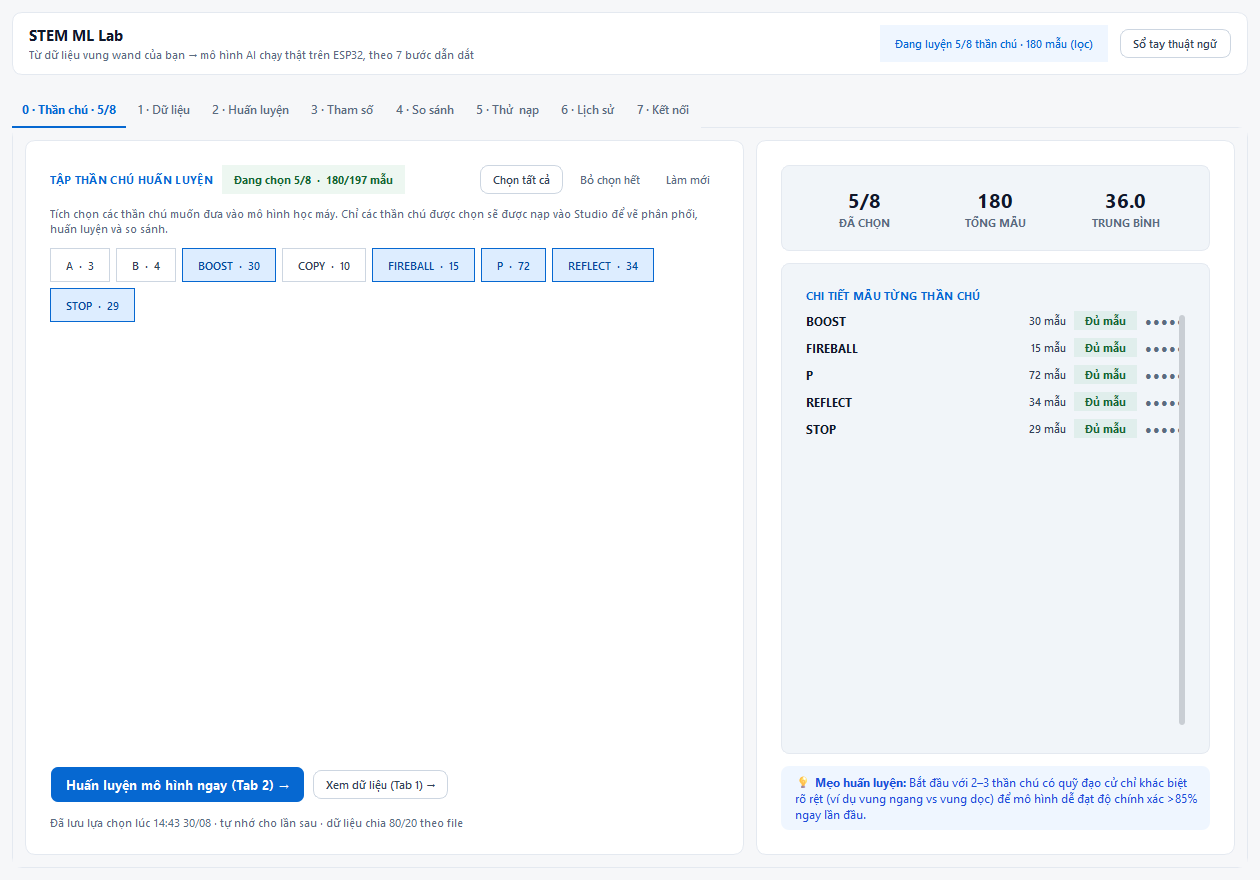 STEM ML Lab
Từ dữ liệu vung wand của bạn → mô hình AI chạy thật trên ESP32, theo 7 bước dẫn dắt
Đang luyện 5/8 thần chú · 180 mẫu (lọc)
Sổ tay thuật ngữ
0 · Thần chú · 5/8
1 · Dữ liệu
2 · Huấn luyện
3 · Tham số
4 · So sánh
5 · Thử nạp
6 · Lịch sử
7 · Kết nối
TẬP THẦN CHÚ HUẤN LUYỆN
Đang chọn 5/8 · 180/197 mẫu
Chọn tất cả
Bỏ chọn hết
Làm mới
Tích chọn các thần chú muốn đưa vào mô hình học máy. Chỉ các thần chú được chọn sẽ được nạp vào Studio để vẽ phân phối,
huấn luyện và so sánh.
A · 3
B · 4
BOOST · 30
COPY · 10
FIREBALL · 15
P · 72
REFLECT · 34
STOP · 29
Huấn luyện mô hình ngay (Tab 2) →
Xem dữ liệu (Tab 1) →
Đã lưu lựa chọn lúc 14:43 30/08 · tự nhớ cho lần sau · dữ liệu chia 80/20 theo file
5/8
ĐÃ CHỌN
180
TỔNG MẪU
36.0
TRUNG BÌNH
CHI TIẾT MẪU TỪNG THẦN CHÚ
BOOST 30 mẫu Đủ mẫu
FIREBALL 15 mẫu Đủ mẫu
P 72 mẫu Đủ mẫu
REFLECT 34 mẫu Đủ mẫu
STOP 29 mẫu Đủ mẫu
💡 Mẹo huấn luyện: Bắt đầu với 2–3 thần chú có quỹ đạo cử chỉ khác biệt
rõ rệt (ví dụ vung ngang vs vung dọc) để mô hình dễ đạt độ chính xác >85%
ngay lần đầu.